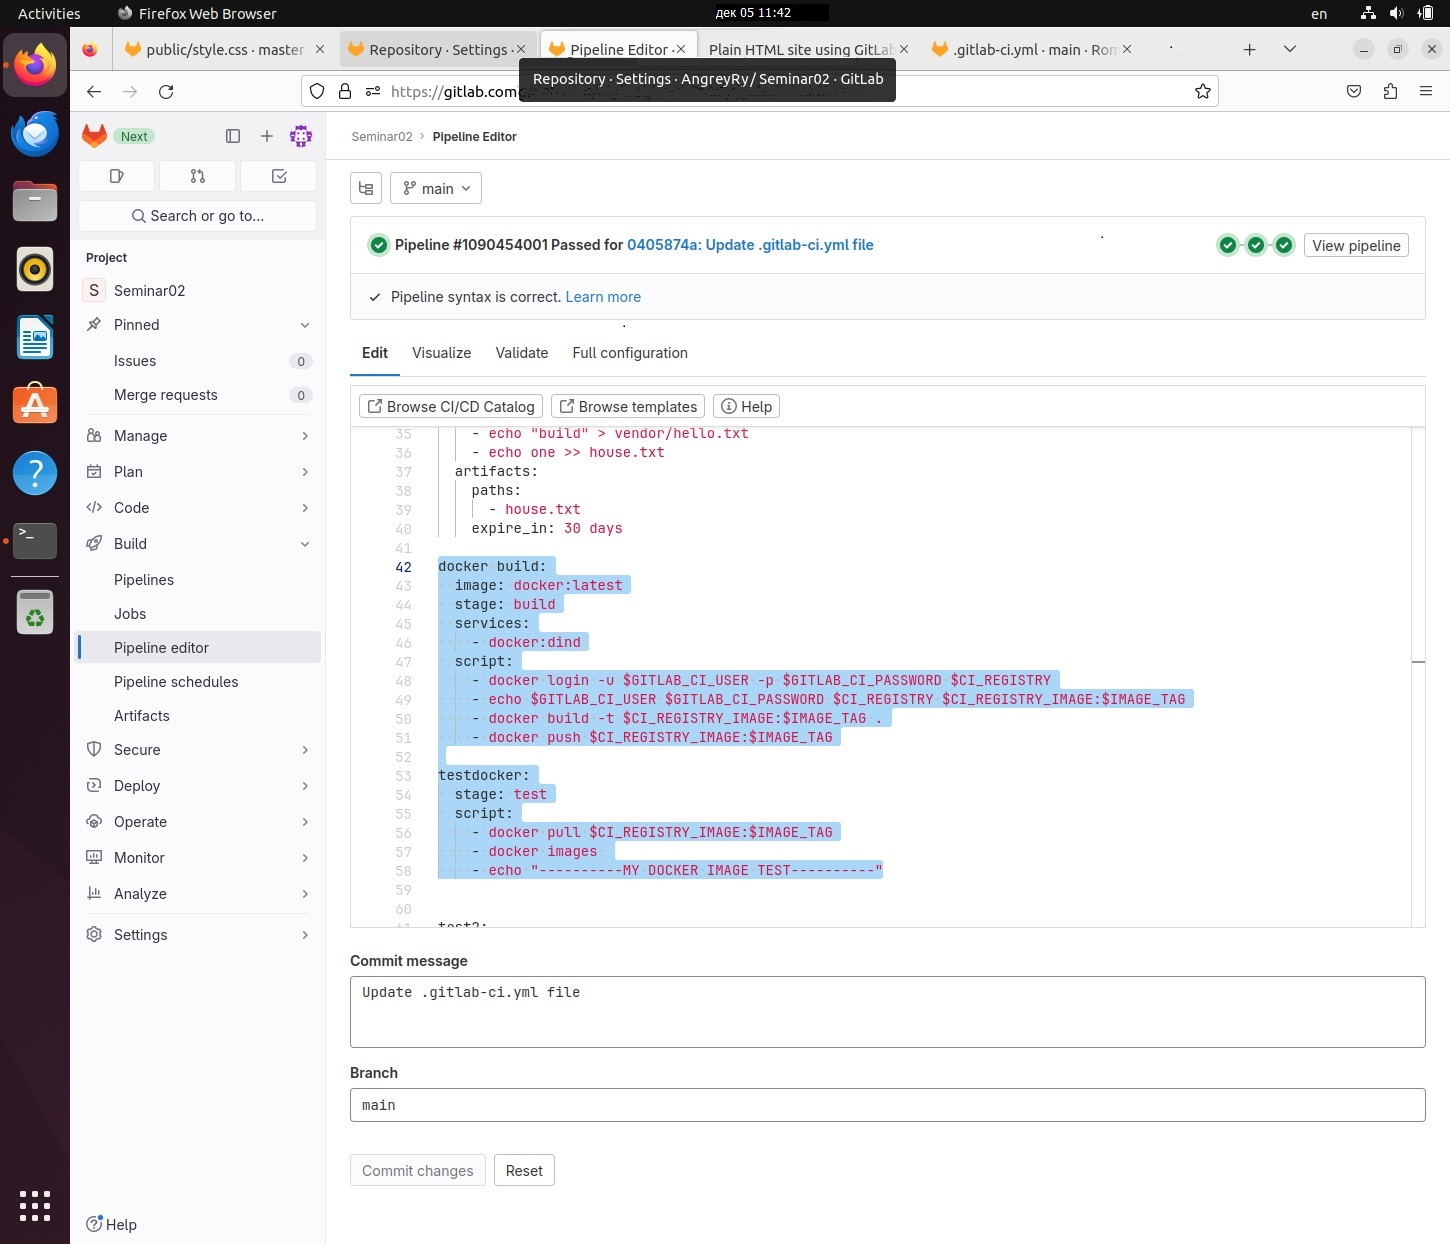 Activities
Firefox Web Browser
дек 05 11:42
en
public/style.css · master
Repository · Settings ·
Pipeline Editor ·
Plain HTML site using GitLab
.gitlab-ci.yml · main · Rom
Repository · Settings · AngreyRy/ Seminar02 · GitLab
https://gitlab.com
Next
Search or go to...
Project
S Seminar02
Pinned
Issues 0
Merge requests 0
Manage
Plan
Code
Build
Pipelines
Jobs
Pipeline editor
Pipeline schedules
Artifacts
Secure
Deploy
Operate
Monitor
Analyze
Settings
Help
Seminar02 > Pipeline Editor
main
Pipeline #1090454001 Passed for 0405874a: Update .gitlab-ci.yml file
View pipeline
Pipeline syntax is correct. Learn more
Edit Visualize Validate Full configuration
Browse CI/CD Catalog Browse templates Help
35 - echo "build" > vendor/hello.txt
36 - echo one >> house.txt
37 artifacts:
38 paths:
39 - house.txt
40 expire_in: 30 days
41
42 docker build:
43 image: docker:latest
44 stage: build
45 services:
46 - docker:dind
47 script:
48 - docker login -u $GITLAB_CI_USER -p $GITLAB_CI_PASSWORD $CI_REGISTRY
49 - echo $GITLAB_CI_USER $GITLAB_CI_PASSWORD $CI_REGISTRY $CI_REGISTRY_IMAGE:$IMAGE_TAG
50 - docker build -t $CI_REGISTRY_IMAGE:$IMAGE_TAG .
51 - docker push $CI_REGISTRY_IMAGE:$IMAGE_TAG
52
53 testdocker:
54 stage: test
55 script:
56 - docker pull $CI_REGISTRY_IMAGE:$IMAGE_TAG
57 - docker images
58 - echo "----------MY DOCKER IMAGE TEST----------"
59
60
61 test2:
Commit message
Update .gitlab-ci.yml file
Branch
main
Commit changes Reset